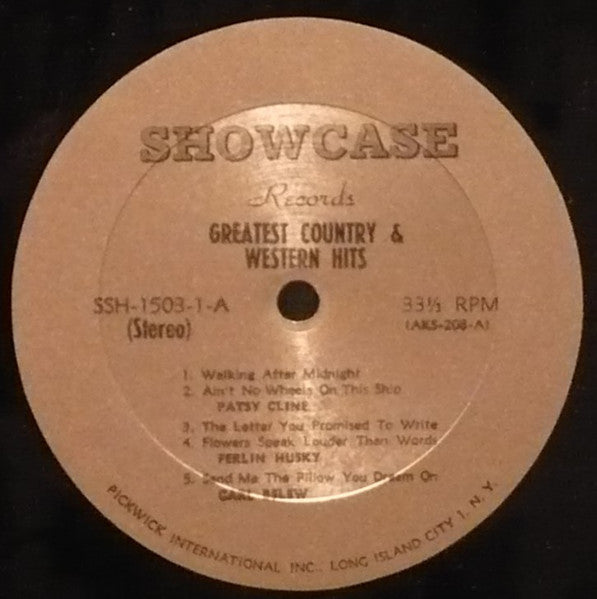 SHOWCASE
Records
GREATEST COUNTRY &
WESTERN HITS
SSH-1503-1-A
(Stereo)
33⅓ RPM
(AKS-208-A)
1. Walking After Midnight
2. Ain't No Wheels On This Ship
PATSY CLINE
3. The Letter You Promised To Write
4. Flowers Speak Louder Than Words
FERLIN HUSKY
5. Send Me The Pillow You Dream On
CARL BELEW
PICKWICK INTERNATIONAL INC., LONG ISLAND CITY 1, N. Y.